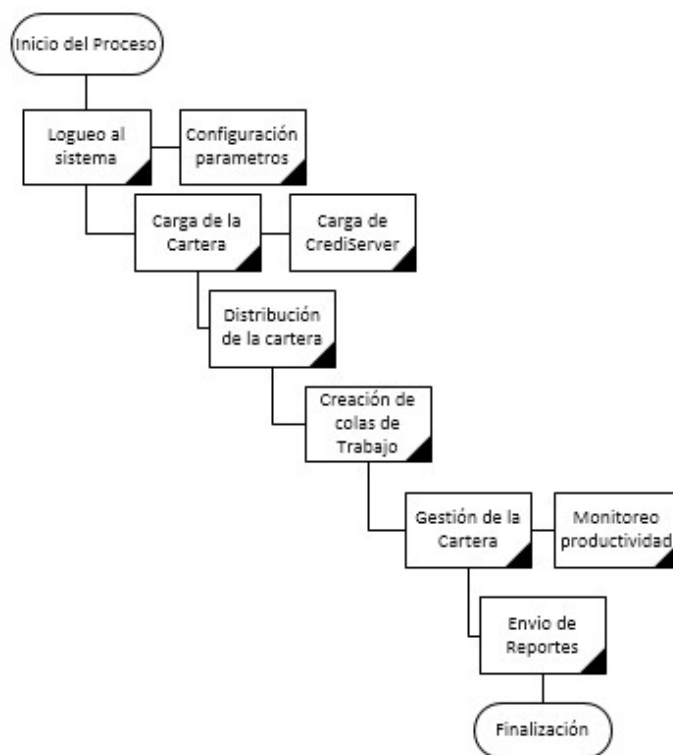 Inicio del Proceso
Logueo al
sistema
Configuración
parametros
Carga de la
Cartera
Carga de
CrediServer
Distribución
de la cartera
Creación de
colas de
Trabajo
Gestión de la
Cartera
Monitoreo
productividad
Envio de
Reportes
Finalización